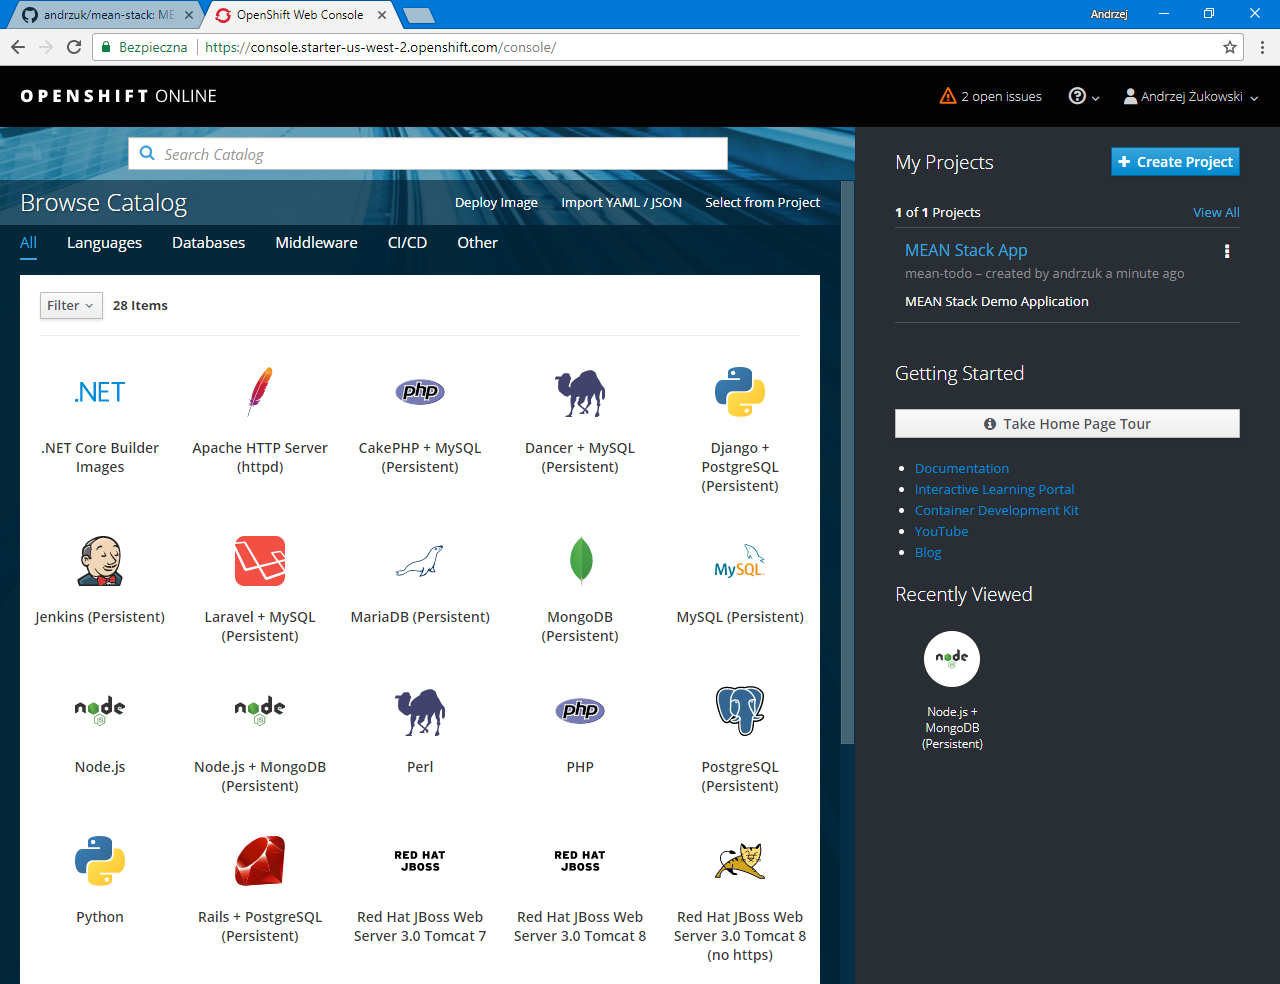 andrzuk/mean-stack: ME
OpenShift Web Console
Andrzej
Bezpieczna
https://console.starter-us-west-2.openshift.com/console/
OPENSHIFT ONLINE
2 open issues
Andrzej Żukowski
Search Catalog
Browse Catalog
Deploy Image
Import YAML / JSON
Select from Project
All
Languages
Databases
Middleware
CI/CD
Other
Filter
28 Items
.NET
php
.NET Core Builder
Images
Apache HTTP Server
(httpd)
CakePHP + MySQL
(Persistent)
Dancer + MySQL
(Persistent)
Django +
PostgreSQL
(Persistent)
MySQL
Jenkins (Persistent)
Laravel + MySQL
(Persistent)
MariaDB (Persistent)
MongoDB
(Persistent)
MySQL (Persistent)
node
JS
node
JS
php
Node.js
Node.js + MongoDB
(Persistent)
Perl
PHP
PostgreSQL
(Persistent)
RED HAT
JBOSS
RED HAT
JBOSS
Python
Rails + PostgreSQL
(Persistent)
Red Hat JBoss Web
Server 3.0 Tomcat 7
Red Hat JBoss Web
Server 3.0 Tomcat 8
Red Hat JBoss Web
Server 3.0 Tomcat 8
(no https)
My Projects
Create Project
1 of 1 Projects
View All
MEAN Stack App
mean-todo – created by andrzuk a minute ago
MEAN Stack Demo Application
Getting Started
Take Home Page Tour
Documentation
Interactive Learning Portal
Container Development Kit
YouTube
Blog
Recently Viewed
node
JS
Node.js +
MongoDB
(Persistent)